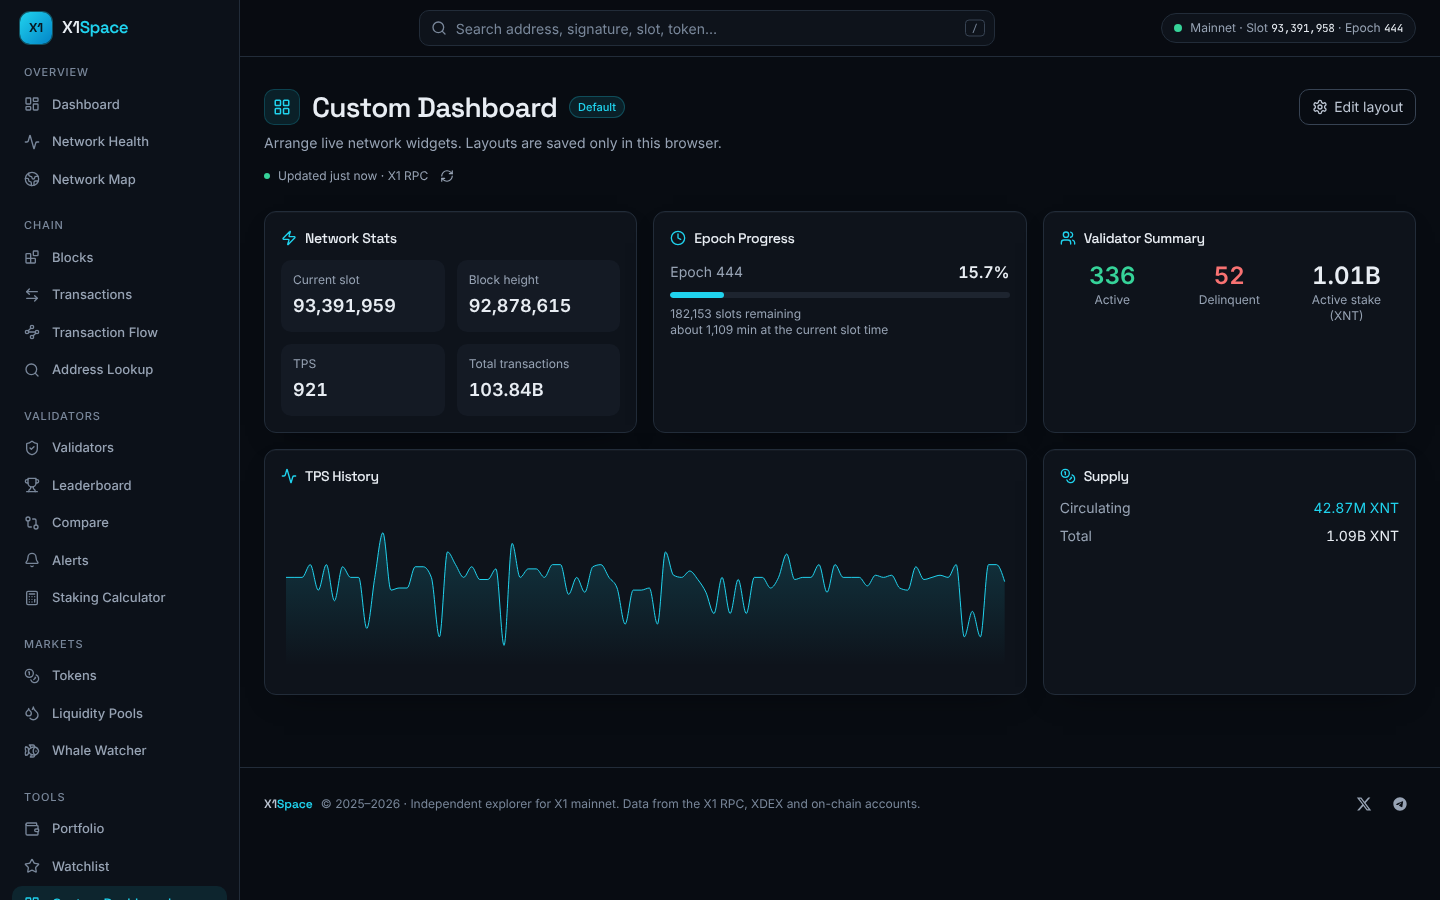 X1
X1Space
Search address, signature, slot, token...
/
Mainnet · Slot 93,391,958 · Epoch 444
OVERVIEW
Dashboard
Network Health
Network Map
CHAIN
Blocks
Transactions
Transaction Flow
Address Lookup
VALIDATORS
Validators
Leaderboard
Compare
Alerts
Staking Calculator
MARKETS
Tokens
Liquidity Pools
Whale Watcher
TOOLS
Portfolio
Watchlist
Custom Dashboard
Default
Edit layout
Arrange live network widgets. Layouts are saved only in this browser.
Updated just now · X1 RPC
Network Stats
Current slot
93,391,959
Block height
92,878,615
TPS
921
Total transactions
103.84B
Epoch Progress
Epoch 444
15.7%
182,153 slots remaining
about 1,109 min at the current slot time
Validator Summary
336
Active
52
Delinquent
1.01B
Active stake
(XNT)
TPS History
Supply
Circulating
42.87M XNT
Total
1.09B XNT
X1Space © 2025–2026 · Independent explorer for X1 mainnet. Data from the X1 RPC, XDEX and on-chain accounts.